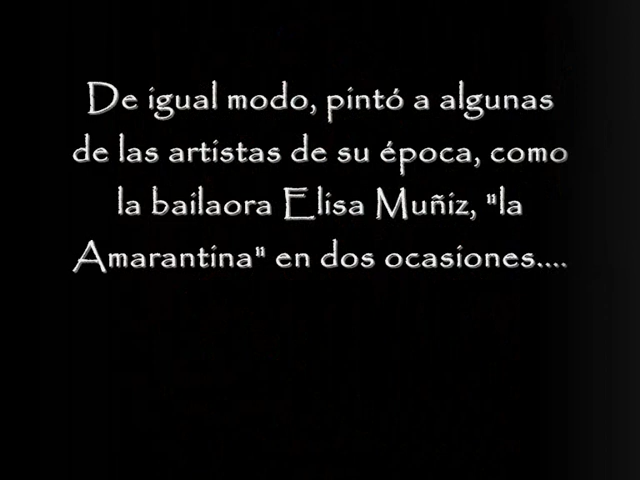 De igual modo, pintó a algunas
de las artistas de su época, como
la bailaora Elisa Muñiz, "la
Amarantina" en dos ocasiones....